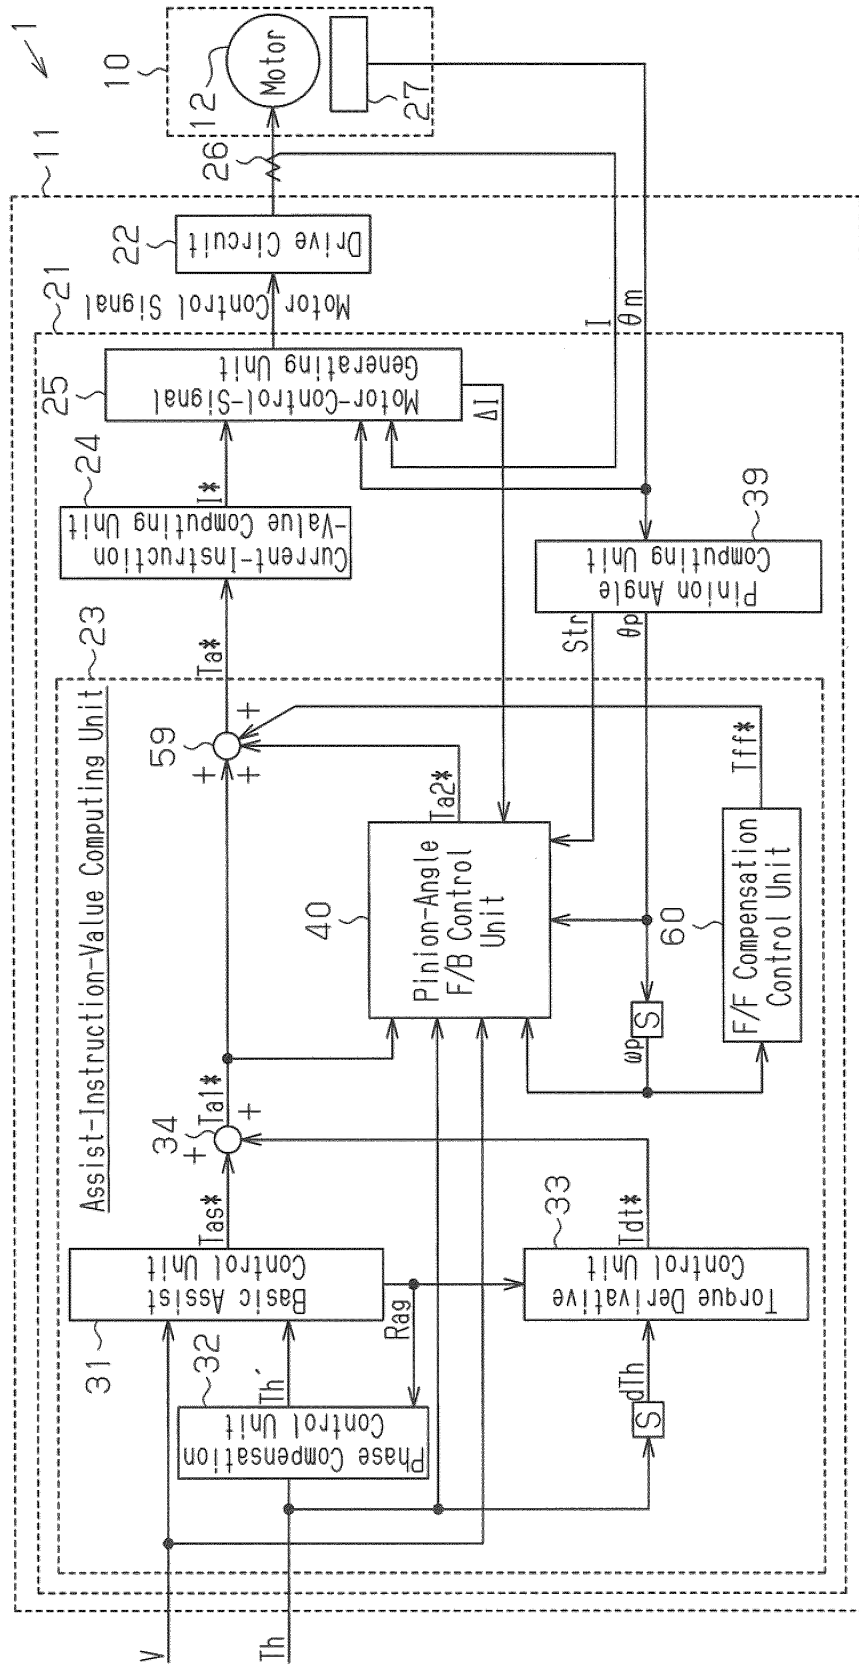 1
10
11
12
Motor
27
26
22
Drive Circuit
21
Motor Control Signal
25
Motor-Control-Signal
Generating Unit
ΔI
I
θm
24
I*
Current-Instruction
-Value Computing Unit
39
Pinion Angle
Computing Unit
Str
θp
23
Ta*
Assist-Instruction-Value Computing Unit
59
+
+
+
Ta2*
Tff*
40
Pinion-Angle
F/B Control
Unit
60
F/F Compensation
Control Unit
S
ωp
Ta1*
34
+
+
Tas*
Tdt*
33
Torque Derivative
Control Unit
31
Basic Assist
Control Unit
Rag
32
Th′
Phase Compensation
Control Unit
dTh
S
V
Th